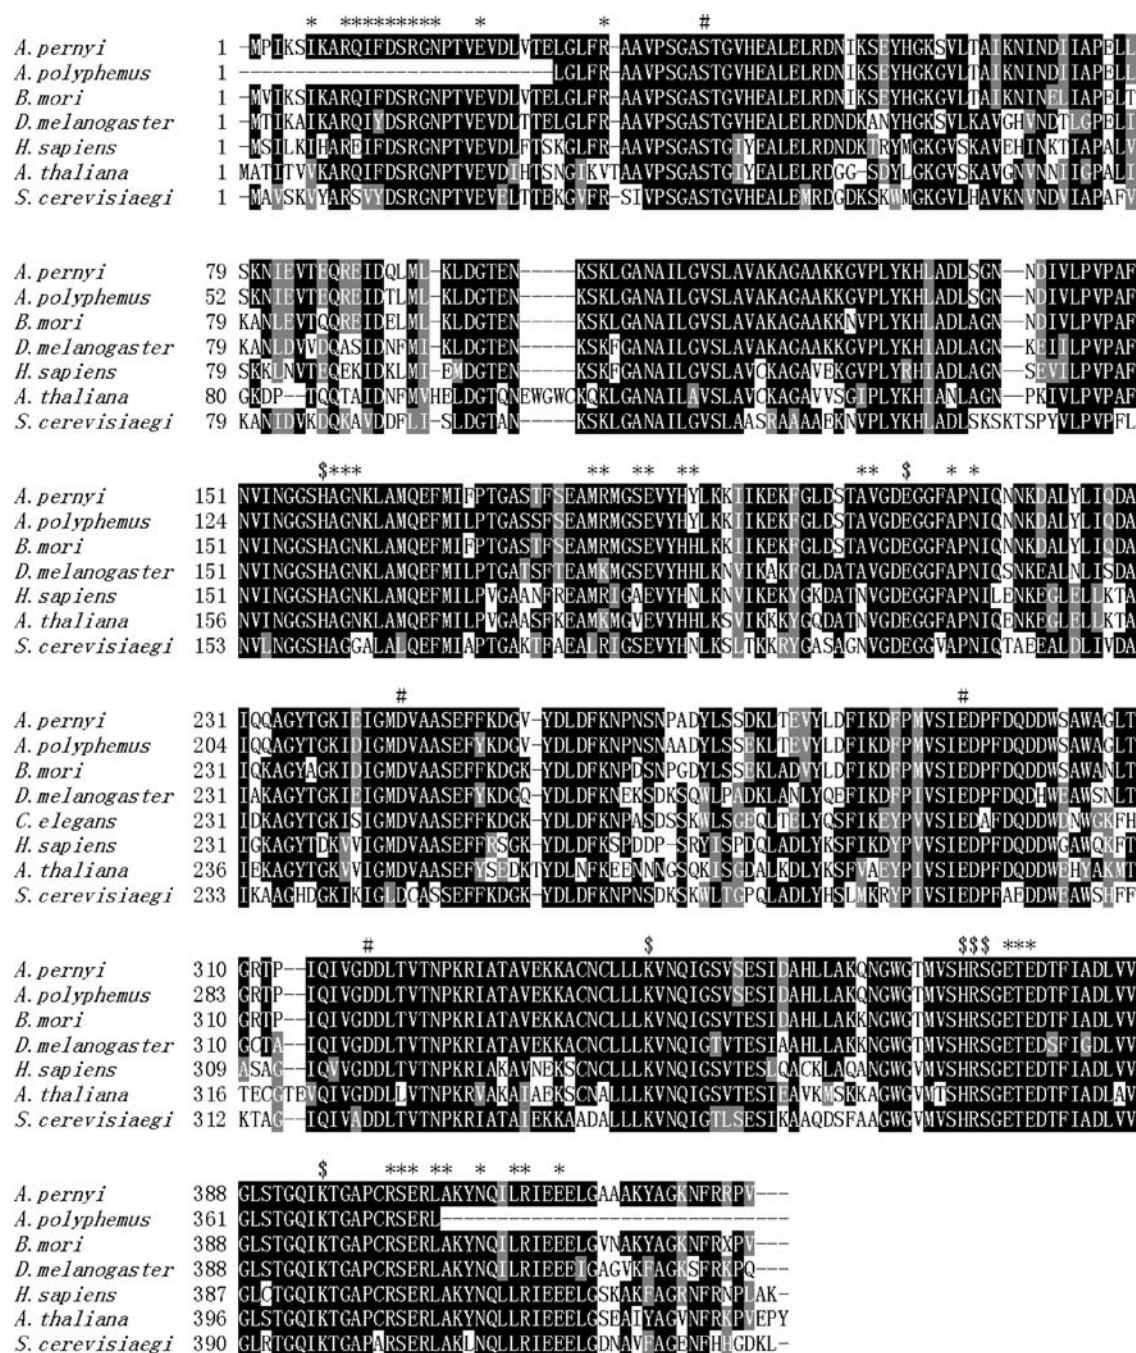 * ********* * * #
A.pernyi 1 -MPIKSIKARQIFDSRGNPTVEVDLVTELGLFR-AAVPSGASTGVHEALELRDNIKSEYHGKSVLTAIKNINDIIAPELL
A.polyphemus 1 -----------------------------LGLFR-AAVPSGASTGVHEALELRDNIKSEYHGKGVLTAIKNINDIIAPELL
B.mori 1 -MVIKSIKARQIFDSRGNPTVEVDLVTELGLFR-AAVPSGASTGVHEALELRDNIKSEYHGKGVLTAIKNINELIAPELT
D.melanogaster 1 -MTIKAIKARQIYDSRGNPTVEVDLTTELGLFR-AAVPSGASTGVHEALELRDNDKANYHGKSVLKAVGHVNDTLGPELI
H.sapiens 1 -MSILKIHAREIFDSRGNPTVEVDLFTSKGLFR-AAVPSGASTGIYEALELRDNDKTRYMGKGVSKAVEHINKTIAPALV
A.thaliana 1 MATITVVKARQIFDSRGNPTVEVDIHTSNGIKVTAAVPSGASTGIYEALELRDGG-SDYLGKGVSKAVGNVNNIIGPALI
S.cerevisiaegi 1 -MAVSKVYARSVYDSRGNPTVEVELTTEKGVFR-SIVPSGASTGVHEALEMRDGDKSKWMGKGVLHAVKNVNDVIAPAFV
A.pernyi 79 SKNIEVTEQREIDQLML-KLDGTEN-----KSKLGANAILGVSLAVAKAGAAKKGVPLYKHLADLSGN--NDIVLPVPAF
A.polyphemus 52 SKNIEVTEQREIDTLML-KLDGTEN-----KSKLGANAILGVSLAVAKAGAAKKGVPLYKHLADLSGN--NDIVLPVPAF
B.mori 79 KANLEVTQQREIDELML-KLDGTEN-----KSKLGANAILGVSLAVAKAGAAKKNVPLYKHLADLAGN--NDIVLPVPAF
D.melanogaster 79 KANLDVVDQASIDNFMI-KLDGTEN-----KSKFGANAILGVSLAVAKAGAAKKGVPLYKHIADLAGN--KEIILPVPAF
H.sapiens 79 SKKLNVTEQEKIDKLMI-EMDGTEN-----KSKFGANAILGVSLAVCKAGAVEKGVPLYRHIADLAGN--SEVILPVPAF
A.thaliana 80 GKDP--TQQTAIDNFMVHELDGTQNEWGWCKQKLGANAILAVSLAVCKAGAVVSGIPLYKHIANLAGN--PKIVLPVPAF
S.cerevisiaegi 79 KANIDVKDQKAVDDFLI-SLDGTAN-----KSKLGANAILGVSLAASRAAAAEKNVPLYKHLADLSKSKTSPYVLPVPFL
$*** ** ** ** ** $ * *
A.pernyi 151 NVINGGSHAGNKLAMQEFMIFPTGASTFSEAMRMGSEVYHYLKKIIKEKFGLDSTAVGDEGGFAPNIQNNKDALYLIQDA
A.polyphemus 124 NVINGGSHAGNKLAMQEFMILPTGASSFSEAMRMGSEVYHYLKKIIKEKFGLDSTAVGDEGGFAPNIQNNKDALYLIQDA
B.mori 151 NVINGGSHAGNKLAMQEFMIFPTGASTFSEAMRMGSEVYHHLKKIIKEKFGLDSTAVGDEGGFAPNIQNNKDALYLIQDA
D.melanogaster 151 NVINGGSHAGNKLAMQEFMILPTGATSFTEAMKMGSEVYHHLKNVIKAKFGLDATAVGDEGGFAPNIQSNKEALNLISDA
H.sapiens 151 NVINGGSHAGNKLAMQEFMILPVGAANFREAMRIGAEVYHNLKNVIKEKYGKDATNVGDEGGFAPNILENKEGLELLKTA
A.thaliana 156 NVINGGSHAGNKLAMQEFMILPVGAASFKEAMKMGVEVYHHLKSVIKKKYGQDATNVGDEGGFAPNIQENKEGLELLKTA
S.cerevisiaegi 153 NVLNGGSHAGGALALQEFMIAPTGAKTFAEALRIGSEVYHNLKSLTKKRYGASAGNVGDEGGVAPNIQTAEEALDLIVDA
# #
A.pernyi 231 IQQAGYTGKIEIGMDVAASEFFKDGV-YDLDFKNPNSNPADYLSSDKLTEVYLDFIKDFPMVSIEDPFDQDDWSAWAGLT
A.polyphemus 204 IQQAGYTGKIDIGMDVAASEFYKDGV-YDLDFKNPNSNAADYLSSEKLTEVYLDFIKDFPMVSIEDPFDQDDWSAWAGLT
B.mori 231 IQKAGYAGKIDIGMDVAASEFFKDGK-YDLDFKNPDSNPGDYLSSEKLADVYLDFIKDFPMVSIEDPFDQDDWSAWANLT
D.melanogaster 231 IAKAGYTGKIEIGMDVAASEFYKDGQ-YDLDFKNEKSDKSQWLPADKLANLYQEFIKDFPIVSIEDPFDQDHWEAWSNLT
C.elegans 231 IDKAGYTGKISIGMDVAASEFFKDGK-YDLDFKNPASDSSKWLSGEQLTELYQSFIKEYPVVSIEDAFDQDDWDNWGKFH
H.sapiens 231 IGKAGYTDKVVIGMDVAASEFFRSGK-YDLDFKSPDDP-SRYISPDQLADLYKSFIKDYPVVSIEDPFDQDDWGAWQKFT
A.thaliana 236 IEKAGYTGKVVIGMDVAASEFYSEDKTYDLNFKEENNNGSQKISGDALKDLYKSFVAEYPIVSIEDPFDQDDWEHYAKMT
S.cerevisiaegi 233 IKAAGHDGKIKIGLDCASSEFFKDGK-YDLDFKNPNSDKSKWLTGPQLADLYHSLMKRYPIVSIEDPFAEDDWEAWSHFF
# $ $$$ ***
A.pernyi 310 GRTP--IQIVGDDLTVTNPKRIATAVEKKACNCLLLKVNQIGSVSESIDAHLLAKQNGWGTMVSHRSGETEDTFIADLVV
A.polyphemus 283 GRTP--IQIVGDDLTVTNPKRIATAVEKKACNCLLLKVNQIGSVSESIDAHLLAKQNGWGTMVSHRSGETEDTFIADLVV
B.mori 310 GRTP--IQIVGDDLTVTNPKRIATAVEKKACNCLLLKVNQIGSVTESIDAHLLAKKNGWGTMVSHRSGETEDTFIADLVV
D.melanogaster 310 GCTA--IQIVGDDLTVTNPKRIATAVEKKACNCLLLKVNQIGTVTESIAAHLLAKKNGWGTMVSHRSGETEDSFIGDLVV
H.sapiens 309 ASAG--IQVVGDDLTVTNPKRIAKAVNEKSCNCLLLKVNQIGSVTESLQACKLAQANGWGVMVSHRSGETEDTFIADLVV
A.thaliana 316 TECGTEVQIVGDDLLVTNPKRVAKAIAEKSCNALLLKVNQIGSVTESIEAVKMSKKAGWGVMTSHRSGETEDTFIADLAV
S.cerevisiaegi 312 KTAG--IQIVADDLTVTNPKRIATAIEKKAADALLLKVNQIGTLSESIKAAQDSFAAGWGVMVSHRSGETEDTFIADLVV
$ *** ** * ** *
A.pernyi 388 GLSTGQIKTGAPCRSERLAKYNQILRIEEELGAAAKYAGKNFRRPV---
A.polyphemus 361 GLSTGQIKTGAPCRSERL-------------------------------
B.mori 388 GLSTGQIKTGAPCRSERLAKYNQILRIEEELGVNAKYAGKNFRXPV---
D.melanogaster 388 GLSTGQIKTGAPCRSERLAKYNQILRIEEEIGAGVKFAGKSFRKPQ---
H.sapiens 387 GLCTGQIKTGAPCRSERLAKYNQLLRIEEELGSKAKFAGRNFRNPLAK-
A.thaliana 396 GLSTGQIKTGAPCRSERLAKYNQLLRIEEELGSEAIYAGVNFRKPVEPY
S.cerevisiaegi 390 GLRTGQIKTGAPARSERLAKLNQLLRIEEELGDNAVFAGENFHHGDKL-